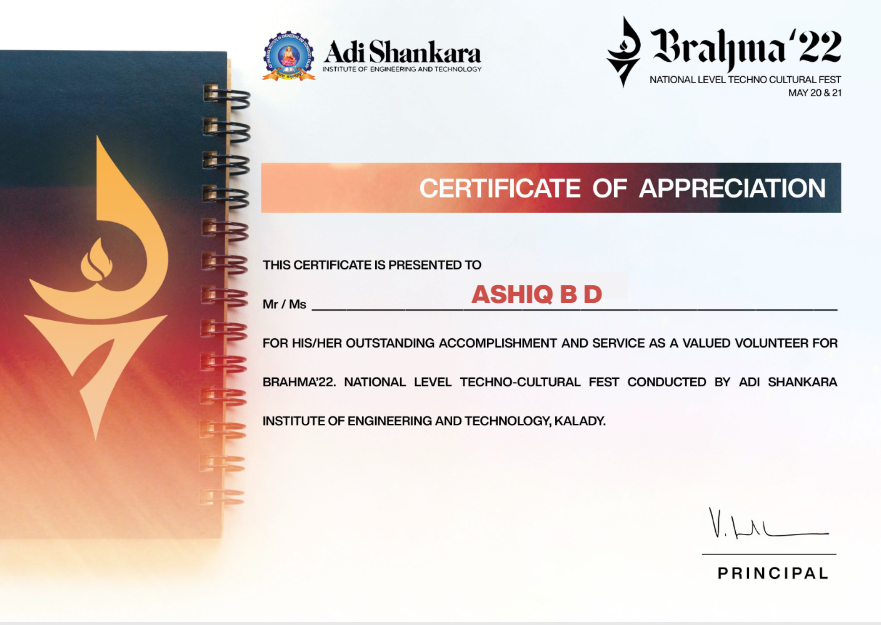 Adi Shankara
INSTITUTE OF ENGINEERING AND TECHNOLOGY
Brahma‘22
NATIONAL LEVEL TECHNO CULTURAL FEST
MAY 20 & 21
CERTIFICATE OF APPRECIATION
THIS CERTIFICATE IS PRESENTED TO
Mr / Ms ASHIQ B D
FOR HIS/HER OUTSTANDING ACCOMPLISHMENT AND SERVICE AS A VALUED VOLUNTEER FOR
BRAHMA'22. NATIONAL LEVEL TECHNO-CULTURAL FEST CONDUCTED BY ADI SHANKARA
INSTITUTE OF ENGINEERING AND TECHNOLOGY, KALADY.
PRINCIPAL